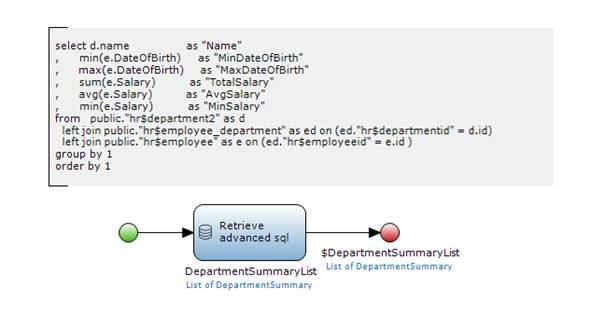 select d.name as "Name"
, min(e.DateOfBirth) as "MinDateOfBirth"
, max(e.DateOfBirth) as "MaxDateOfBirth"
, sum(e.Salary) as "TotalSalary"
, avg(e.Salary) as "AvgSalary"
, min(e.Salary) as "MinSalary"
from public."hr$department2" as d
left join public."hr$employee_department" as ed on (ed."hr$departmentid" = d.id)
left join public."hr$employee" as e on (ed."hr$employeeid" = e.id )
group by 1
order by 1
Retrieve
advanced sql
DepartmentSummaryList
List of DepartmentSummary
$DepartmentSummaryList
List of DepartmentSummary